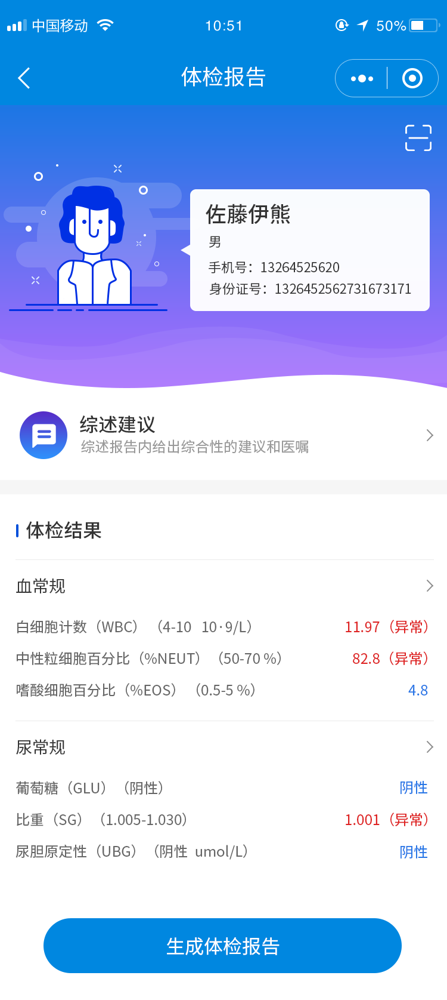 中国移动 10:51 50%
体检报告
佐藤伊熊
男
手机号：13264525620
身份证号：1326452562731673171
综述建议
综述报告内给出综合性的建议和医嘱
体检结果
血常规
白细胞计数（WBC）（4-10 10·9/L） 11.97（异常）
中性粒细胞百分比（%NEUT）（50-70 %） 82.8（异常）
嗜酸细胞百分比（%EOS）（0.5-5 %） 4.8
尿常规
葡萄糖（GLU）（阴性） 阴性
比重（SG）（1.005-1.030） 1.001（异常）
尿胆原定性（UBG）（阴性 umol/L） 阴性
生成体检报告